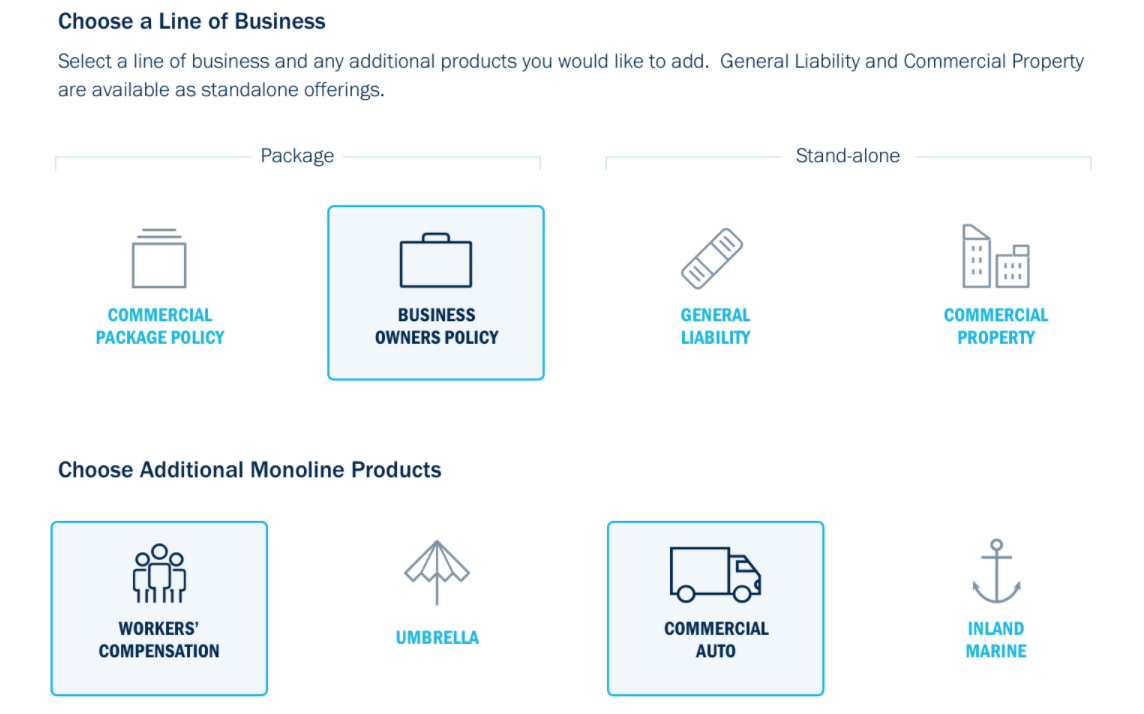 Choose a Line of Business
Select a line of business and any additional products you would like to add.  General Liability and Commercial Property
are available as standalone offerings.
Package
Stand-alone
COMMERCIAL
PACKAGE POLICY
BUSINESS
OWNERS POLICY
GENERAL
LIABILITY
COMMERCIAL
PROPERTY
Choose Additional Monoline Products
WORKERS’
COMPENSATION
UMBRELLA
COMMERCIAL
AUTO
INLAND
MARINE